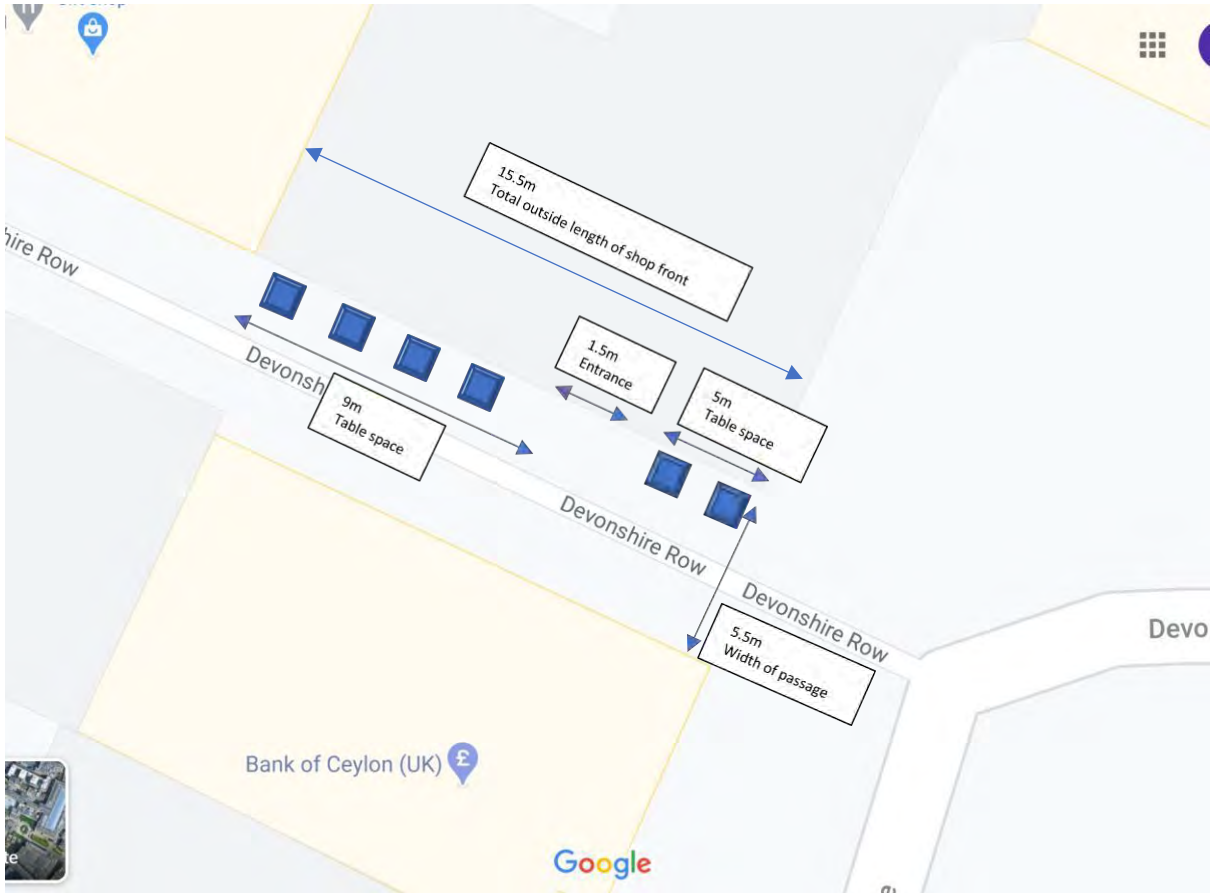 15.5m
Total outside length of shop front
hire Row
1.5m
Entrance
Devonsh
5m
Table space
9m
Table space
Devonshire Row
Devonshire Row
5.5m
Width of passage
Devo
Bank of Ceylon (UK) £
Google